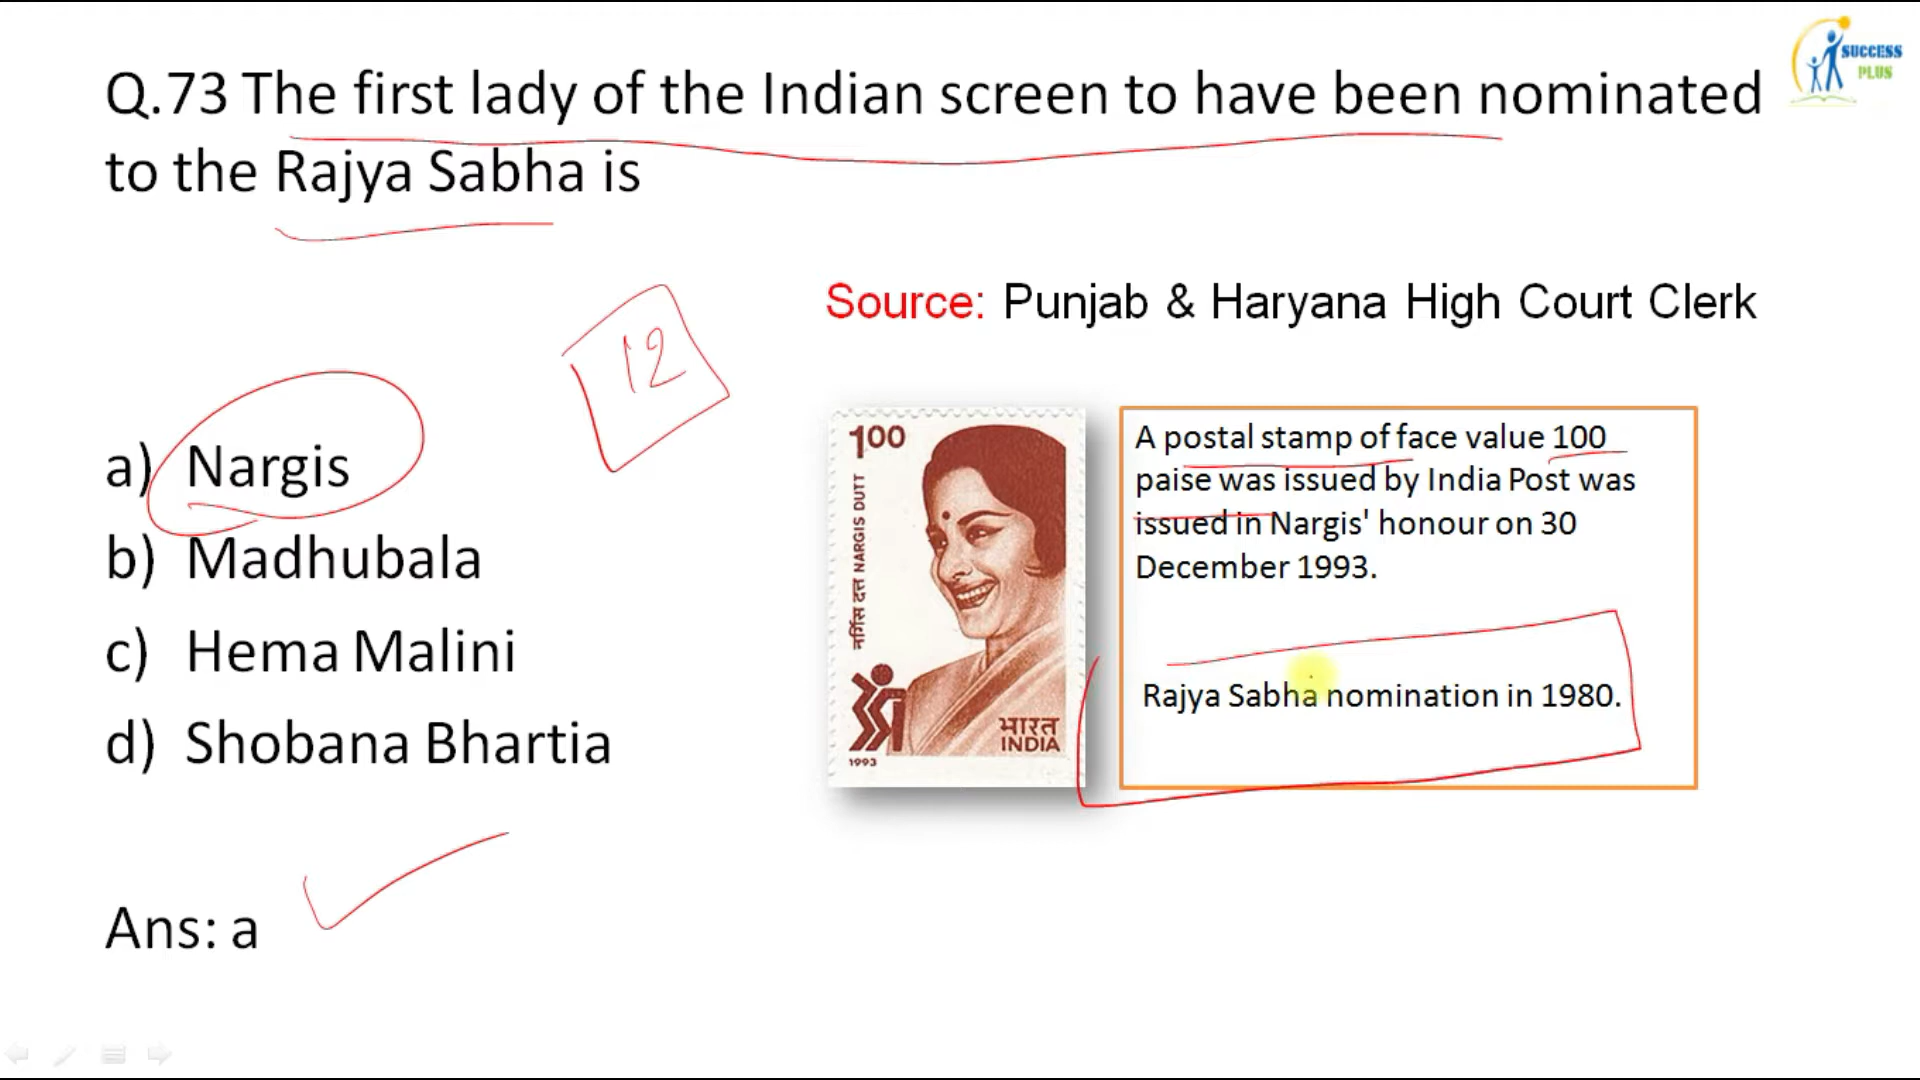 SUCCESS
PLUS
Q.73 The first lady of the Indian screen to have been nominated
to the Rajya Sabha is
Source: Punjab & Haryana High Court Clerk
12
a) Nargis
b) Madhubala
c) Hema Malini
d) Shobana Bhartia
Ans: a
1.00
नर्गिस दत्त NARGIS DUTT
भारत
INDIA
1993
A postal stamp of face value 100
paise was issued by India Post was
issued in Nargis' honour on 30
December 1993.
Rajya Sabha nomination in 1980.